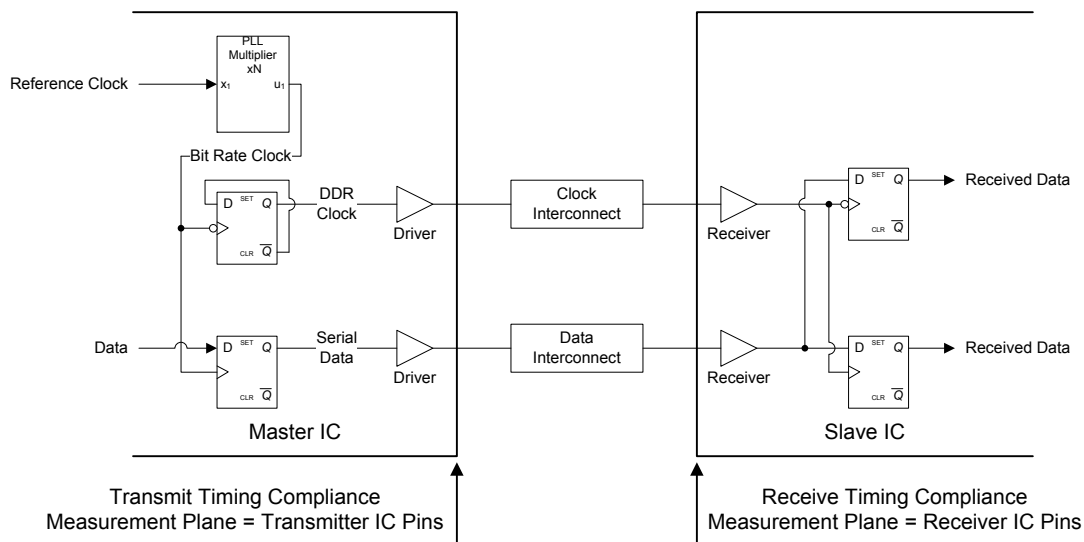 PLL
Multiplier
xN
Reference Clock
x1
u1
Bit Rate Clock
D
SET
Q
CLR
Q
DDR
Clock
Driver
Clock
Interconnect
Receiver
D
SET
Q
CLR
Q
Received Data
Data
D
SET
Q
CLR
Q
Serial
Data
Driver
Data
Interconnect
Receiver
D
SET
Q
CLR
Q
Received Data
Master IC
Slave IC
Transmit Timing Compliance
Measurement Plane = Transmitter IC Pins
Receive Timing Compliance
Measurement Plane = Receiver IC Pins